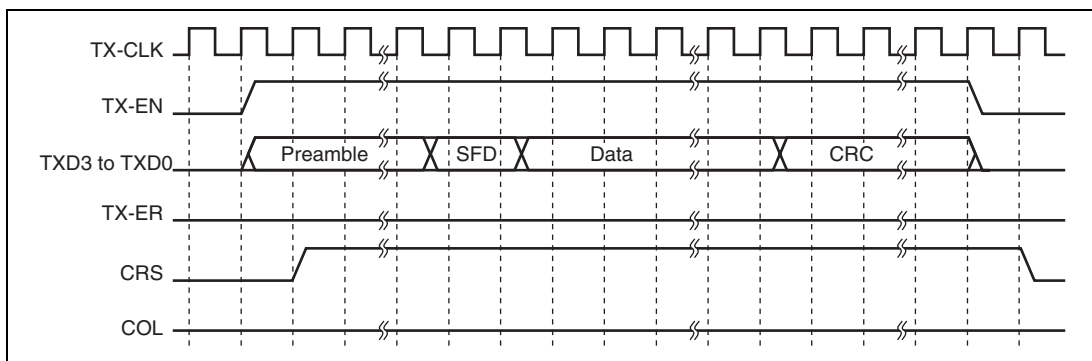 TX-CLK
TX-EN
TXD3 to TXD0 Preamble SFD Data CRC
TX-ER
CRS
COL